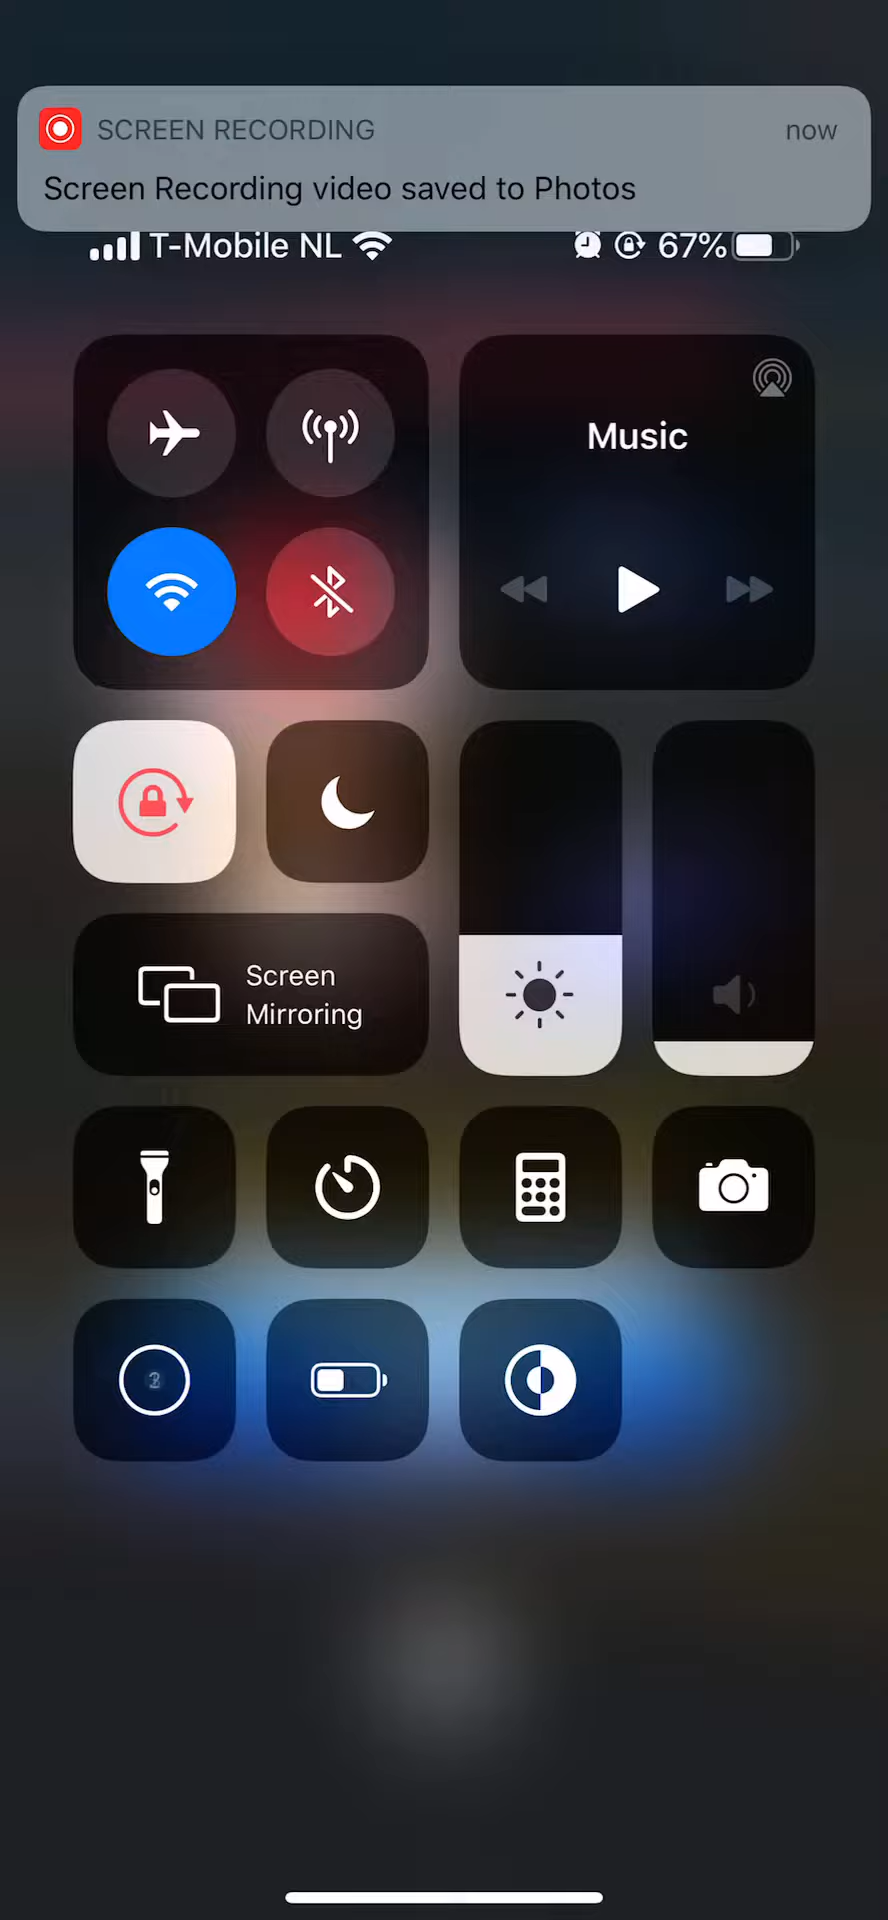 SCREEN RECORDING now
Screen Recording video saved to Photos
T-Mobile NL 67%
Music
Screen
Mirroring